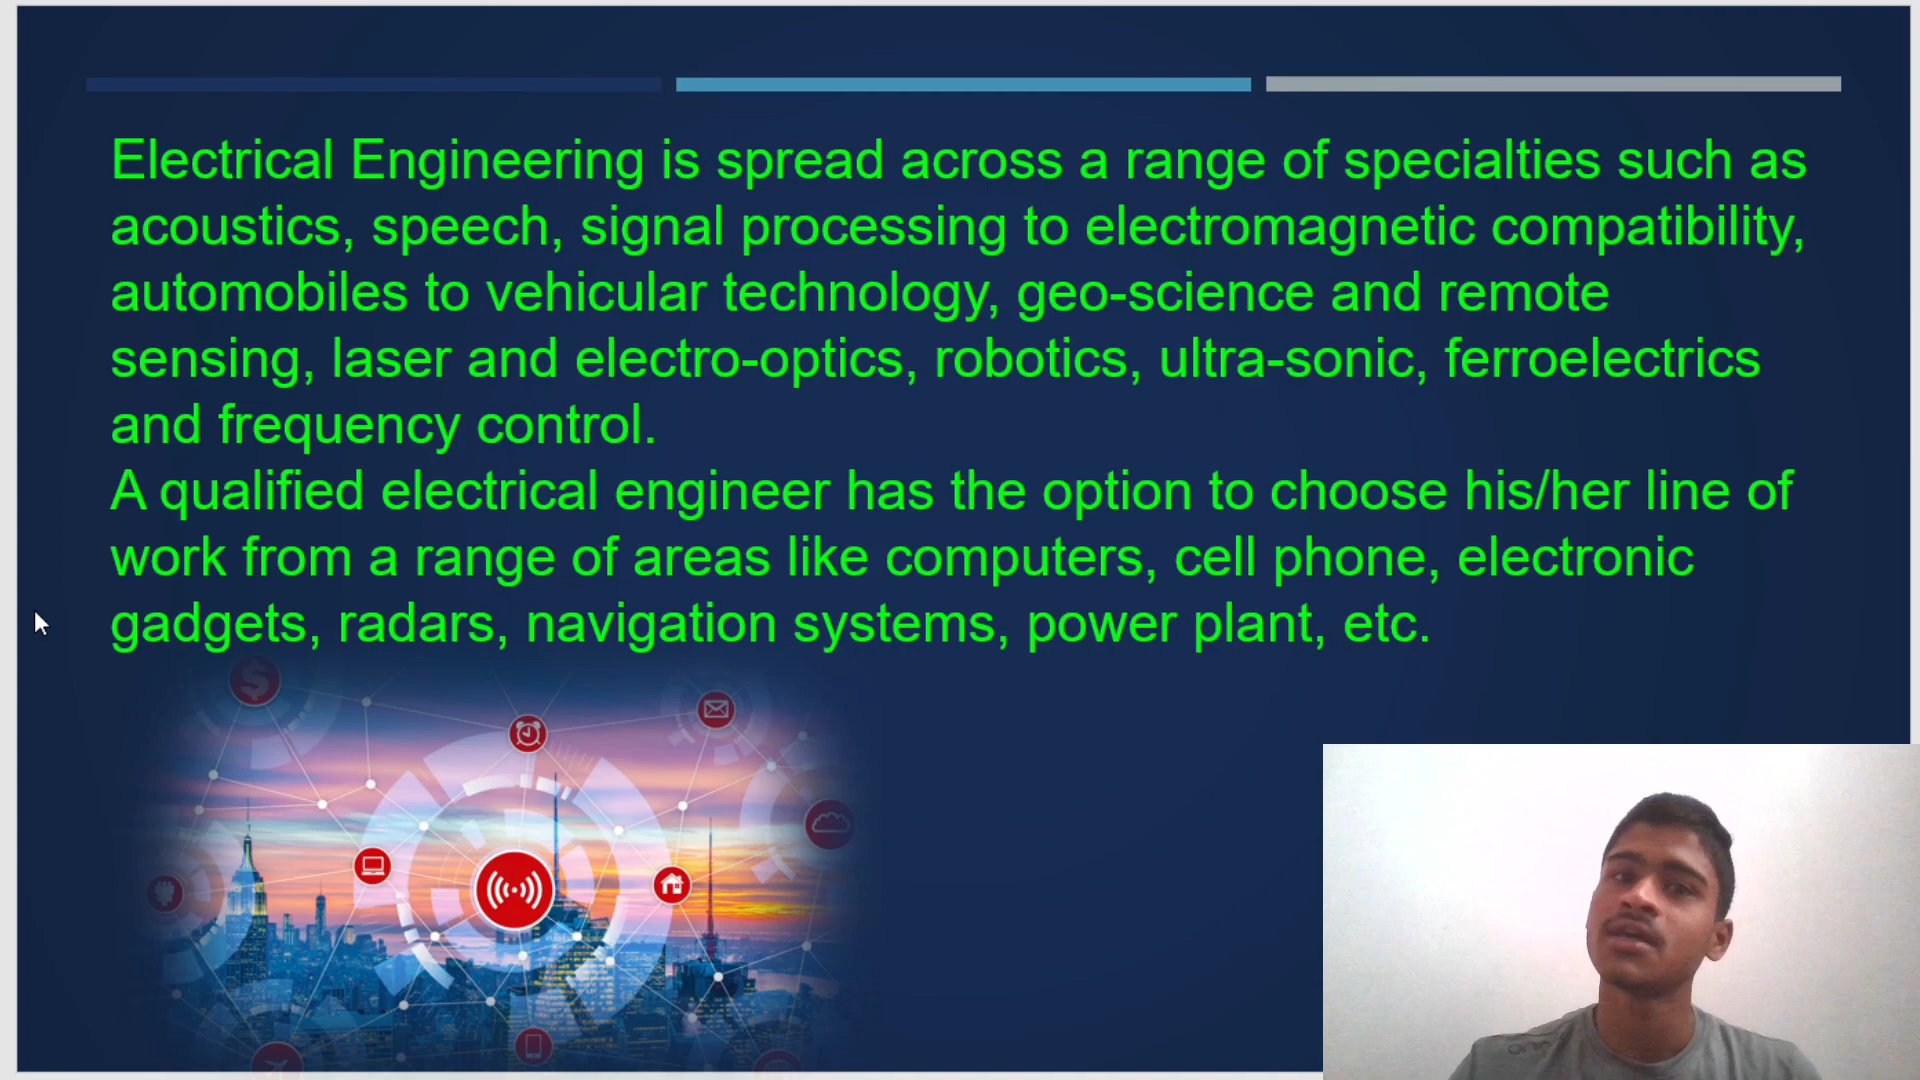 Electrical Engineering is spread across a range of specialties such as
acoustics, speech, signal processing to electromagnetic compatibility,
automobiles to vehicular technology, geo-science and remote
sensing, laser and electro-optics, robotics, ultra-sonic, ferroelectrics
and frequency control.
A qualified electrical engineer has the option to choose his/her line of
work from a range of areas like computers, cell phone, electronic
gadgets, radars, navigation systems, power plant, etc.